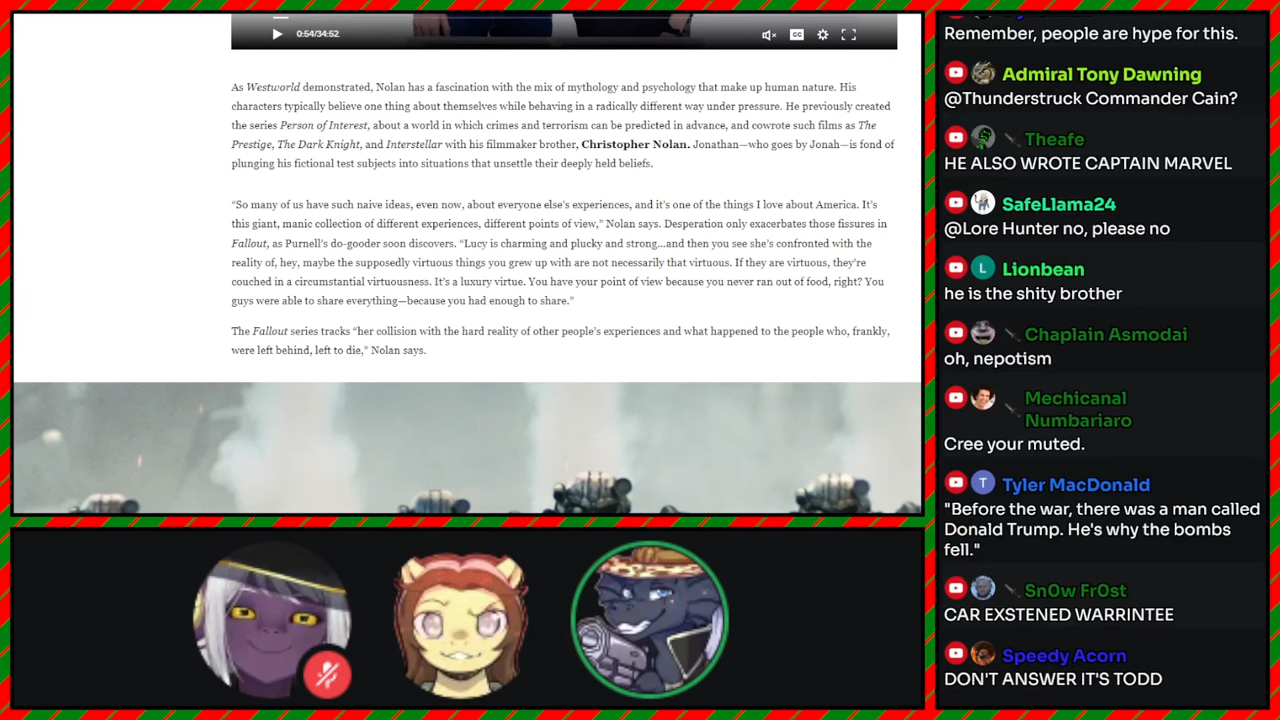 0:54/34:52
CC
As Westworld demonstrated, Nolan has a fascination with the mix of mythology and psychology that make up human nature. His
characters typically believe one thing about themselves while behaving in a radically different way under pressure. He previously created
the series Person of Interest, about a world in which crimes and terrorism can be predicted in advance, and cowrote such films as The
Prestige, The Dark Knight, and Interstellar with his filmmaker brother, Christopher Nolan. Jonathan—who goes by Jonah—is fond of
plunging his fictional test subjects into situations that unsettle their deeply held beliefs.
“So many of us have such naive ideas, even now, about everyone else’s experiences, and it’s one of the things I love about America. It’s
this giant, manic collection of different experiences, different points of view,” Nolan says. Desperation only exacerbates those fissures in
Fallout, as Purnell’s do-gooder soon discovers. “Lucy is charming and plucky and strong…and then you see she’s confronted with the
reality of, hey, maybe the supposedly virtuous things you grew up with are not necessarily that virtuous. If they are virtuous, they’re
couched in a circumstantial virtuousness. It’s a luxury virtue. You have your point of view because you never ran out of food, right? You
guys were able to share everything—because you had enough to share.”
The Fallout series tracks “her collision with the hard reality of other people’s experiences and what happened to the people who, frankly,
were left behind, left to die,” Nolan says.
Remember, people are hype for this.
Admiral Tony Dawning
@Thunderstruck Commander Cain?
Theafe
HE ALSO WROTE CAPTAIN MARVEL
SafeLlama24
@Lore Hunter no, please no
L Lionbean
he is the shity brother
Chaplain Asmodai
oh, nepotism
Mechicanal
Numbariaro
Cree your muted.
T Tyler MacDonald
"Before the war, there was a man called
Donald Trump. He's why the bombs
fell."
Sn0w Fr0st
CAR EXSTENED WARRINTEE
Speedy Acorn
DON'T ANSWER IT'S TODD